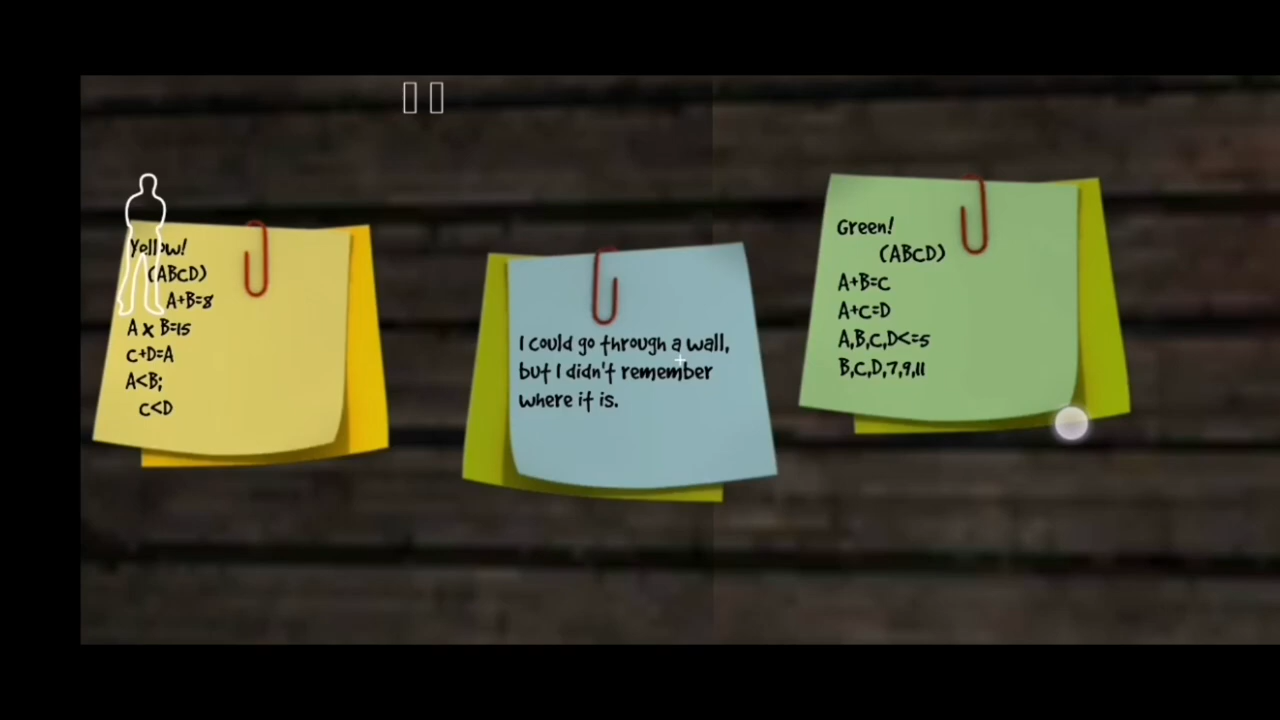 Yellow!
(ABCD)
A+B=8
A x B=15
C+D=A
A<B;
C<D
I could go through a wall,
but I didn't remember
where it is.
Green!
(ABCD)
A+B=C
A+C=D
A,B,C,D<=5
B,C,D,7,9,11